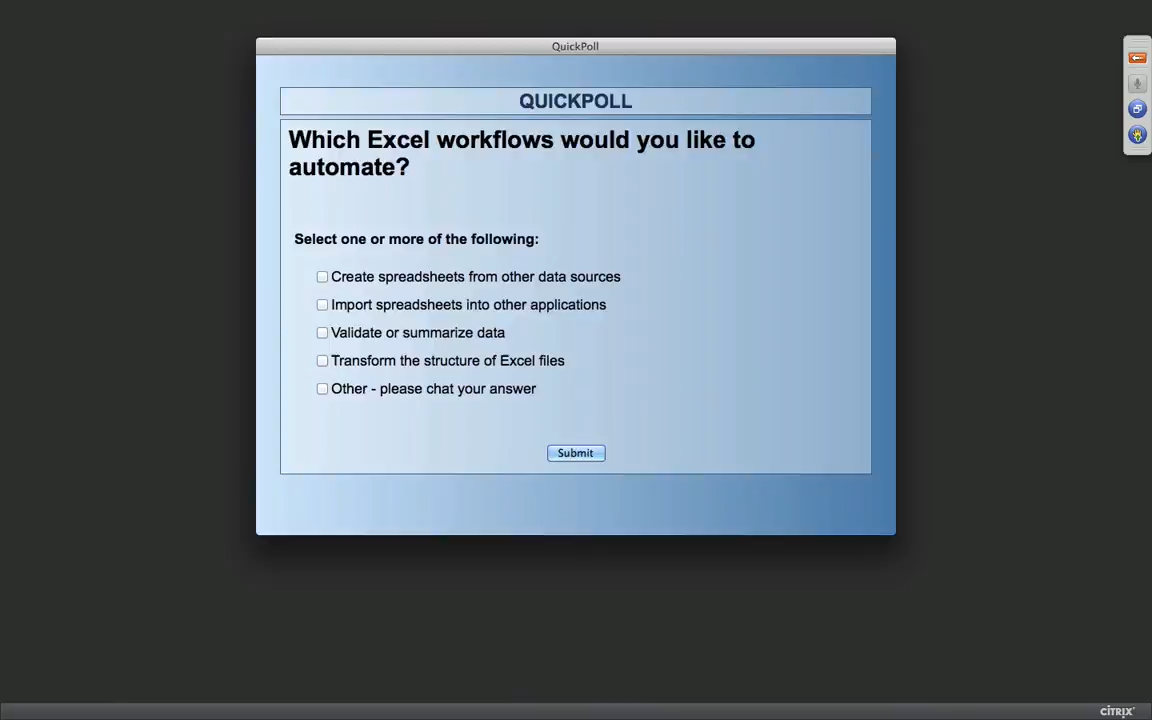 QuickPoll
QUICKPOLL
Which Excel workflows would you like to
automate?
Select one or more of the following:
Create spreadsheets from other data sources
Import spreadsheets into other applications
Validate or summarize data
Transform the structure of Excel files
Other - please chat your answer
Submit
CITRIX